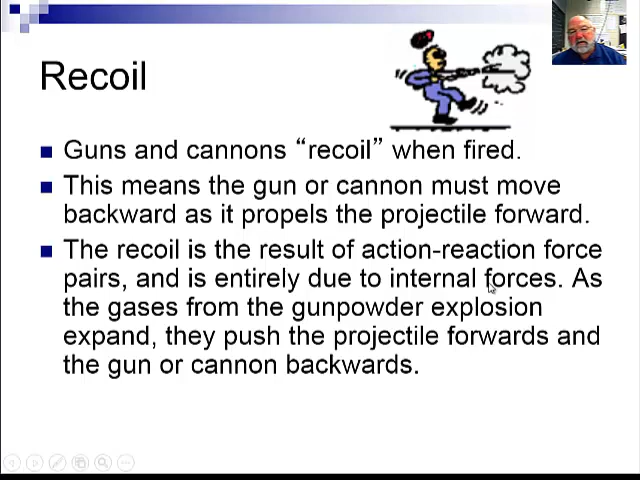 Recoil
Guns and cannons “recoil” when fired.
This means the gun or cannon must move
backward as it propels the projectile forward.
The recoil is the result of action-reaction force
pairs, and is entirely due to internal forces. As
the gases from the gunpowder explosion
expand, they push the projectile forwards and
the gun or cannon backwards.